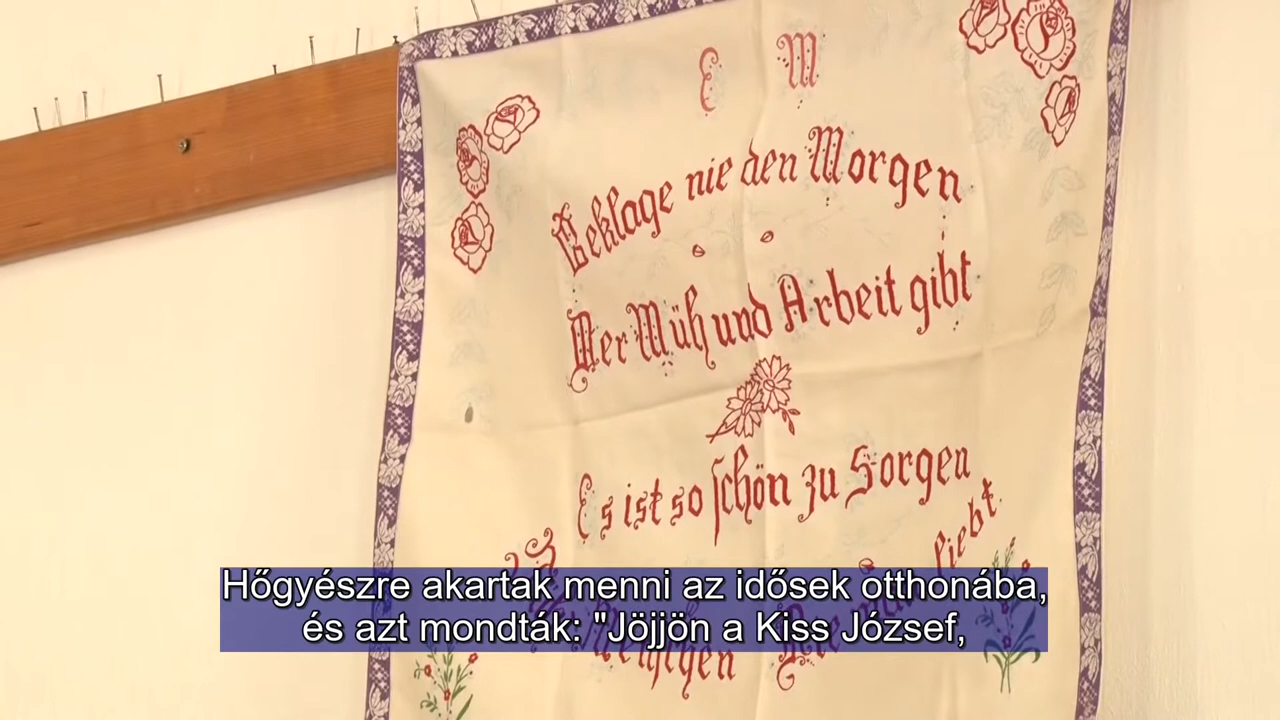 E M
Beklage nie den Morgen
Der Müh und Arbeit gibt
Es ist so schön zu sorgen
liebt
Hőgyészre akartak menni az idősek otthonába,
és azt mondták: "Jöjjön a Kiss József,